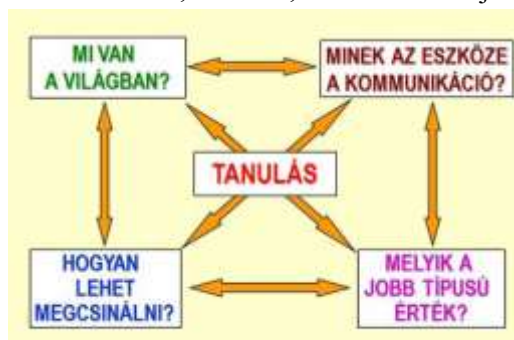 MI VAN
A VILÁGBAN?
MINEK AZ ESZKÖZE
A KOMMUNIKÁCIÓ?
TANULÁS
HOGYAN
LEHET
MEGCSINÁLNI?
MELYIK A
JOBB TÍPUSÚ
ÉRTÉK?